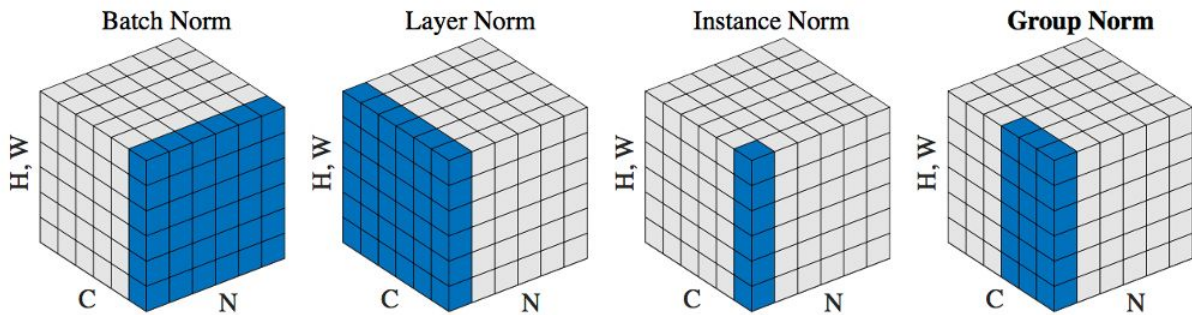 Batch Norm
Layer Norm
Instance Norm
Group Norm
H, W
C
N
H, W
C
N
H, W
C
N
H, W
C
N